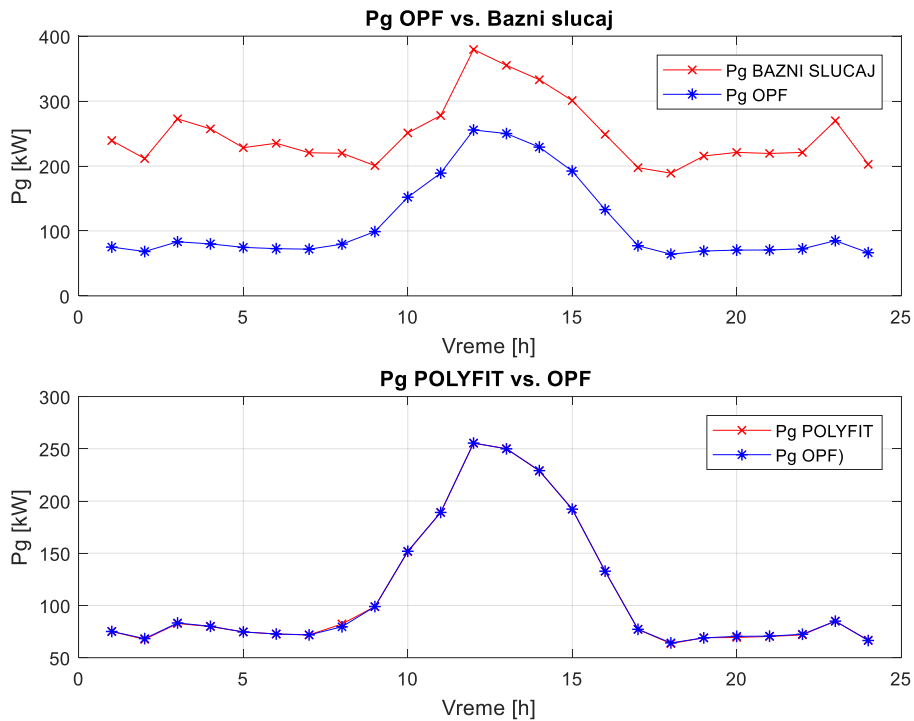 Pg OPF vs. Bazni slucaj
400
300
200
100
0
Pg [kW]
Pg BAZNI SLUCAJ
Pg OPF
0 5 10 15 20 25
Vreme [h]
Pg POLYFIT vs. OPF
300
250
200
150
100
50
Pg [kW]
Pg POLYFIT
Pg OPF)
0 5 10 15 20 25
Vreme [h]